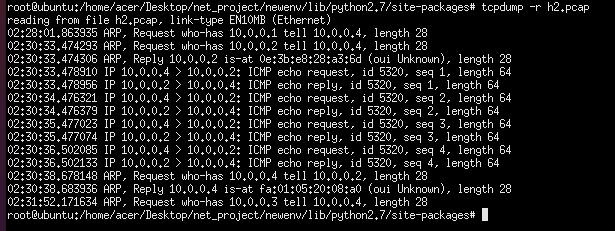 root@ubuntu:/home/acer/Desktop/net_project/newenv/lib/python2.7/site-packages# tcpdump -r h2.pcap
reading from file h2.pcap, link-type EN10MB (Ethernet)
02:28:01.863935 ARP, Request who-has 10.0.0.1 tell 10.0.0.4, length 28
02:30:33.474293 ARP, Request who-has 10.0.0.2 tell 10.0.0.4, length 28
02:30:33.474306 ARP, Reply 10.0.0.2 is-at 0e:3b:e8:28:a3:6d (oui Unknown), length 28
02:30:33.478910 IP 10.0.0.4 > 10.0.0.2: ICMP echo request, id 5320, seq 1, length 64
02:30:33.478956 IP 10.0.0.2 > 10.0.0.4: ICMP echo reply, id 5320, seq 1, length 64
02:30:34.476321 IP 10.0.0.4 > 10.0.0.2: ICMP echo request, id 5320, seq 2, length 64
02:30:34.476379 IP 10.0.0.2 > 10.0.0.4: ICMP echo reply, id 5320, seq 2, length 64
02:30:35.477023 IP 10.0.0.4 > 10.0.0.2: ICMP echo request, id 5320, seq 3, length 64
02:30:35.477074 IP 10.0.0.2 > 10.0.0.4: ICMP echo reply, id 5320, seq 3, length 64
02:30:36.502085 IP 10.0.0.4 > 10.0.0.2: ICMP echo request, id 5320, seq 4, length 64
02:30:36.502133 IP 10.0.0.2 > 10.0.0.4: ICMP echo reply, id 5320, seq 4, length 64
02:30:38.678148 ARP, Request who-has 10.0.0.4 tell 10.0.0.2, length 28
02:30:38.683936 ARP, Reply 10.0.0.4 is-at fa:01:05:20:08:a0 (oui Unknown), length 28
02:31:52.171634 ARP, Request who-has 10.0.0.3 tell 10.0.0.4, length 28
root@ubuntu:/home/acer/Desktop/net_project/newenv/lib/python2.7/site-packages#